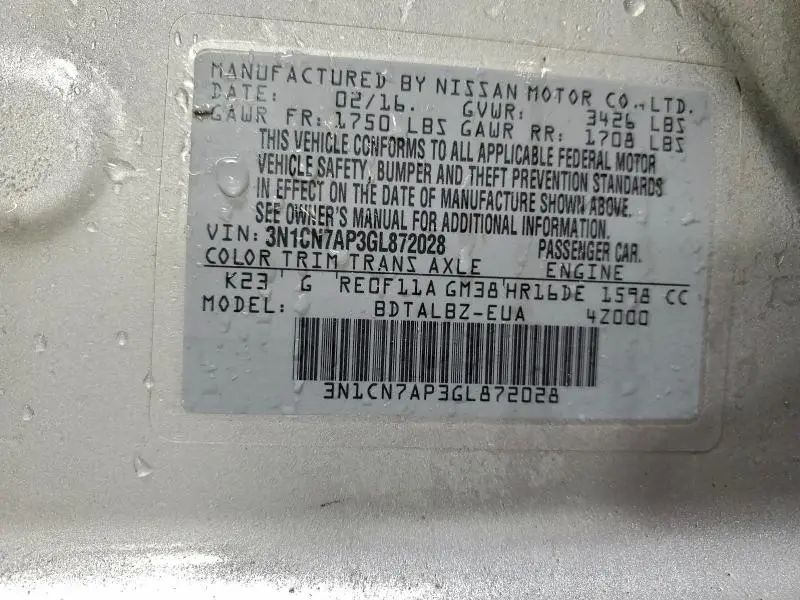 MANUFACTURED BY NISSAN MOTOR CO., LTD.
DATE: 02/16. GVWR: 3426 LBS
GAWR FR: 1750 LBS GAWR RR: 1708 LBS
THIS VEHICLE CONFORMS TO ALL APPLICABLE FEDERAL MOTOR
VEHICLE SAFETY, BUMPER AND THEFT PREVENTION STANDARDS
IN EFFECT ON THE DATE OF MANUFACTURE SHOWN ABOVE.
SEE OWNER'S MANUAL FOR ADDITIONAL INFORMATION.
VIN: 3N1CN7AP3GL872028 PASSENGER CAR.
COLOR TRIM TRANS AXLE ENGINE
K23 G RE0F11A GM38 HR16DE 1598 CC
MODEL: BDTALBZ-EUA 4Z000
3N1CN7AP3GL872028